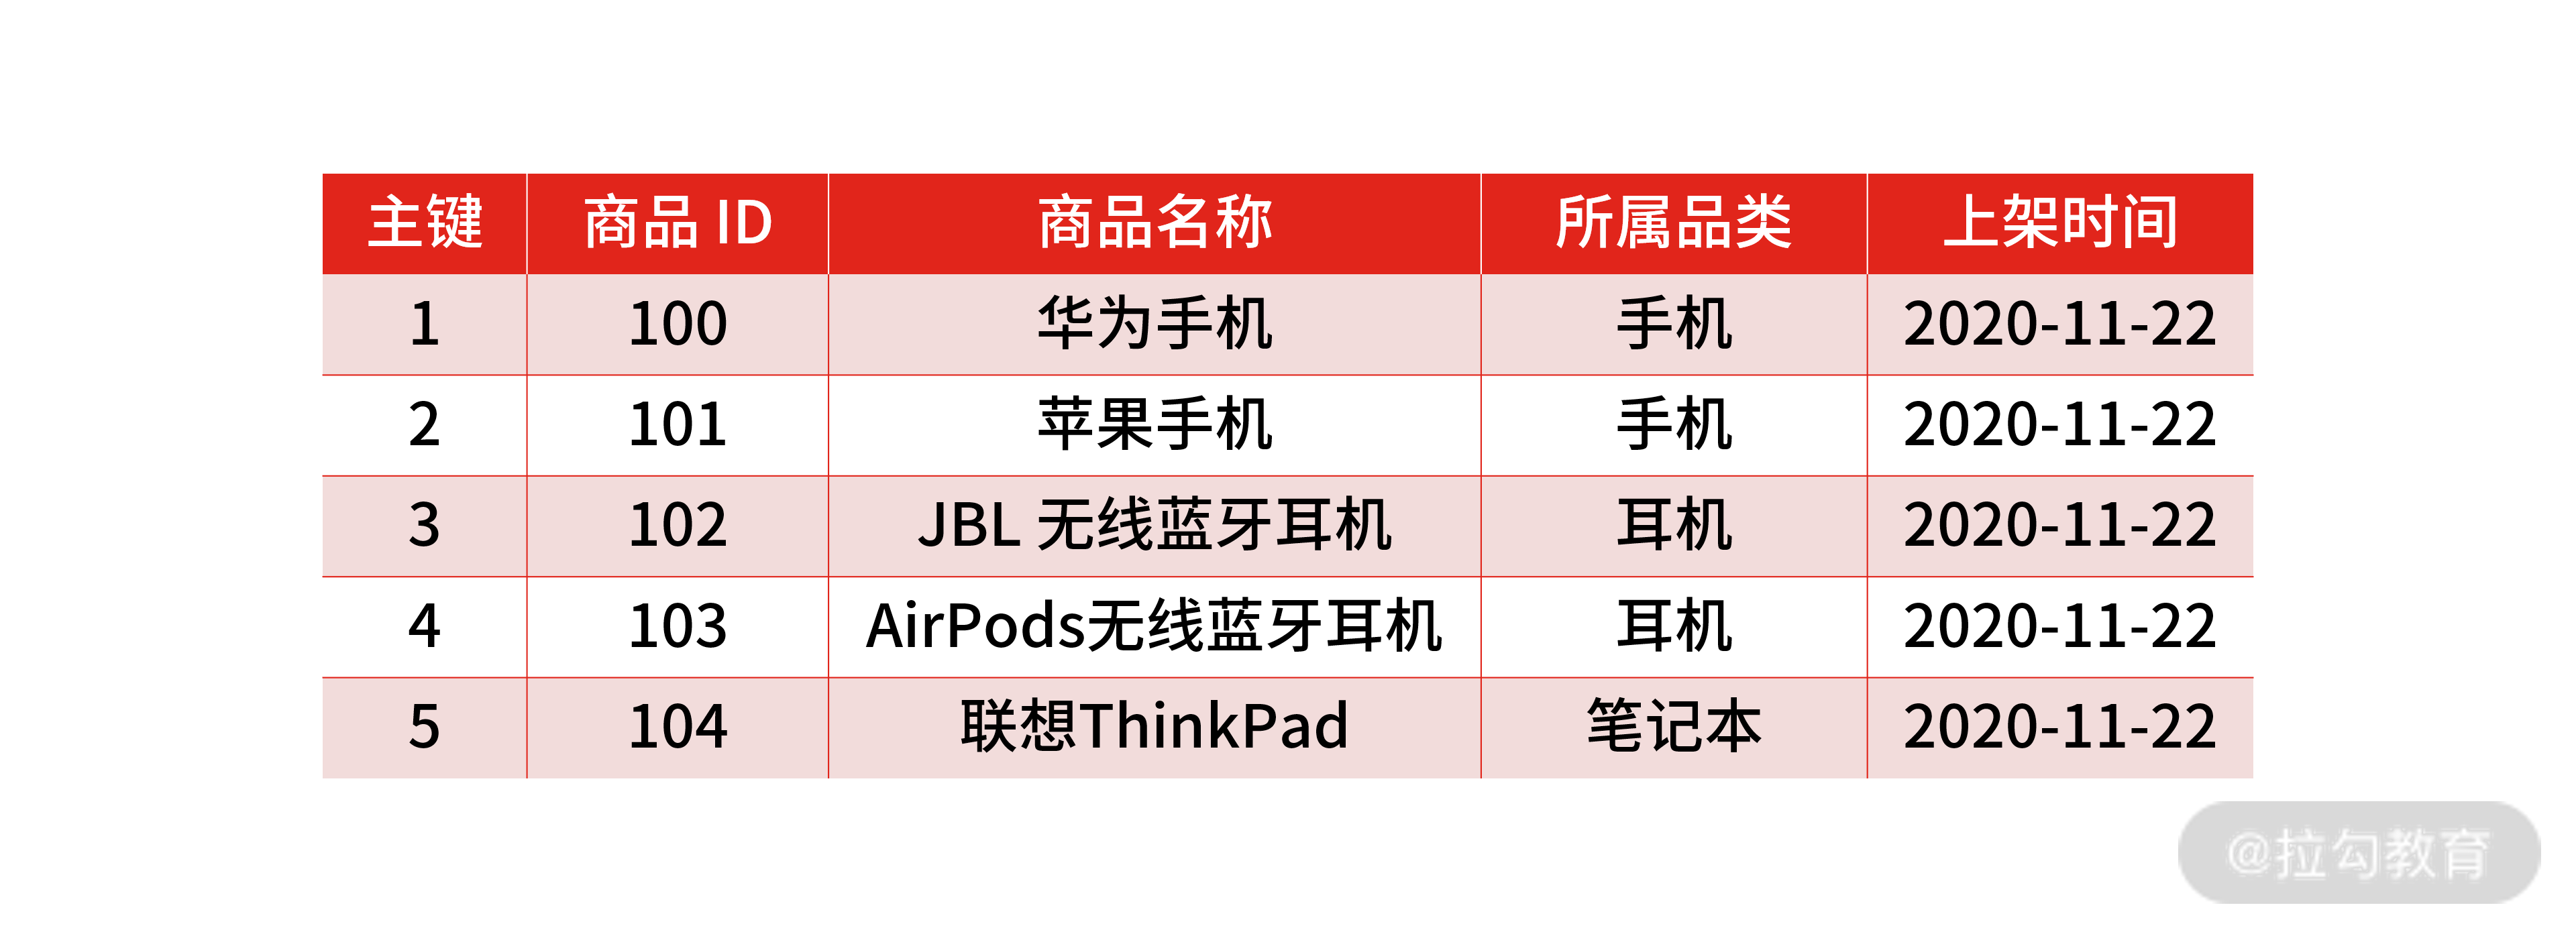 主键 商品 ID 商品名称 所属品类 上架时间
1 100 华为手机 手机 2020-11-22
2 101 苹果手机 手机 2020-11-22
3 102 JBL 无线蓝牙耳机 耳机 2020-11-22
4 103 AirPods无线蓝牙耳机 耳机 2020-11-22
5 104 联想ThinkPad 笔记本 2020-11-22
@拉勾教育